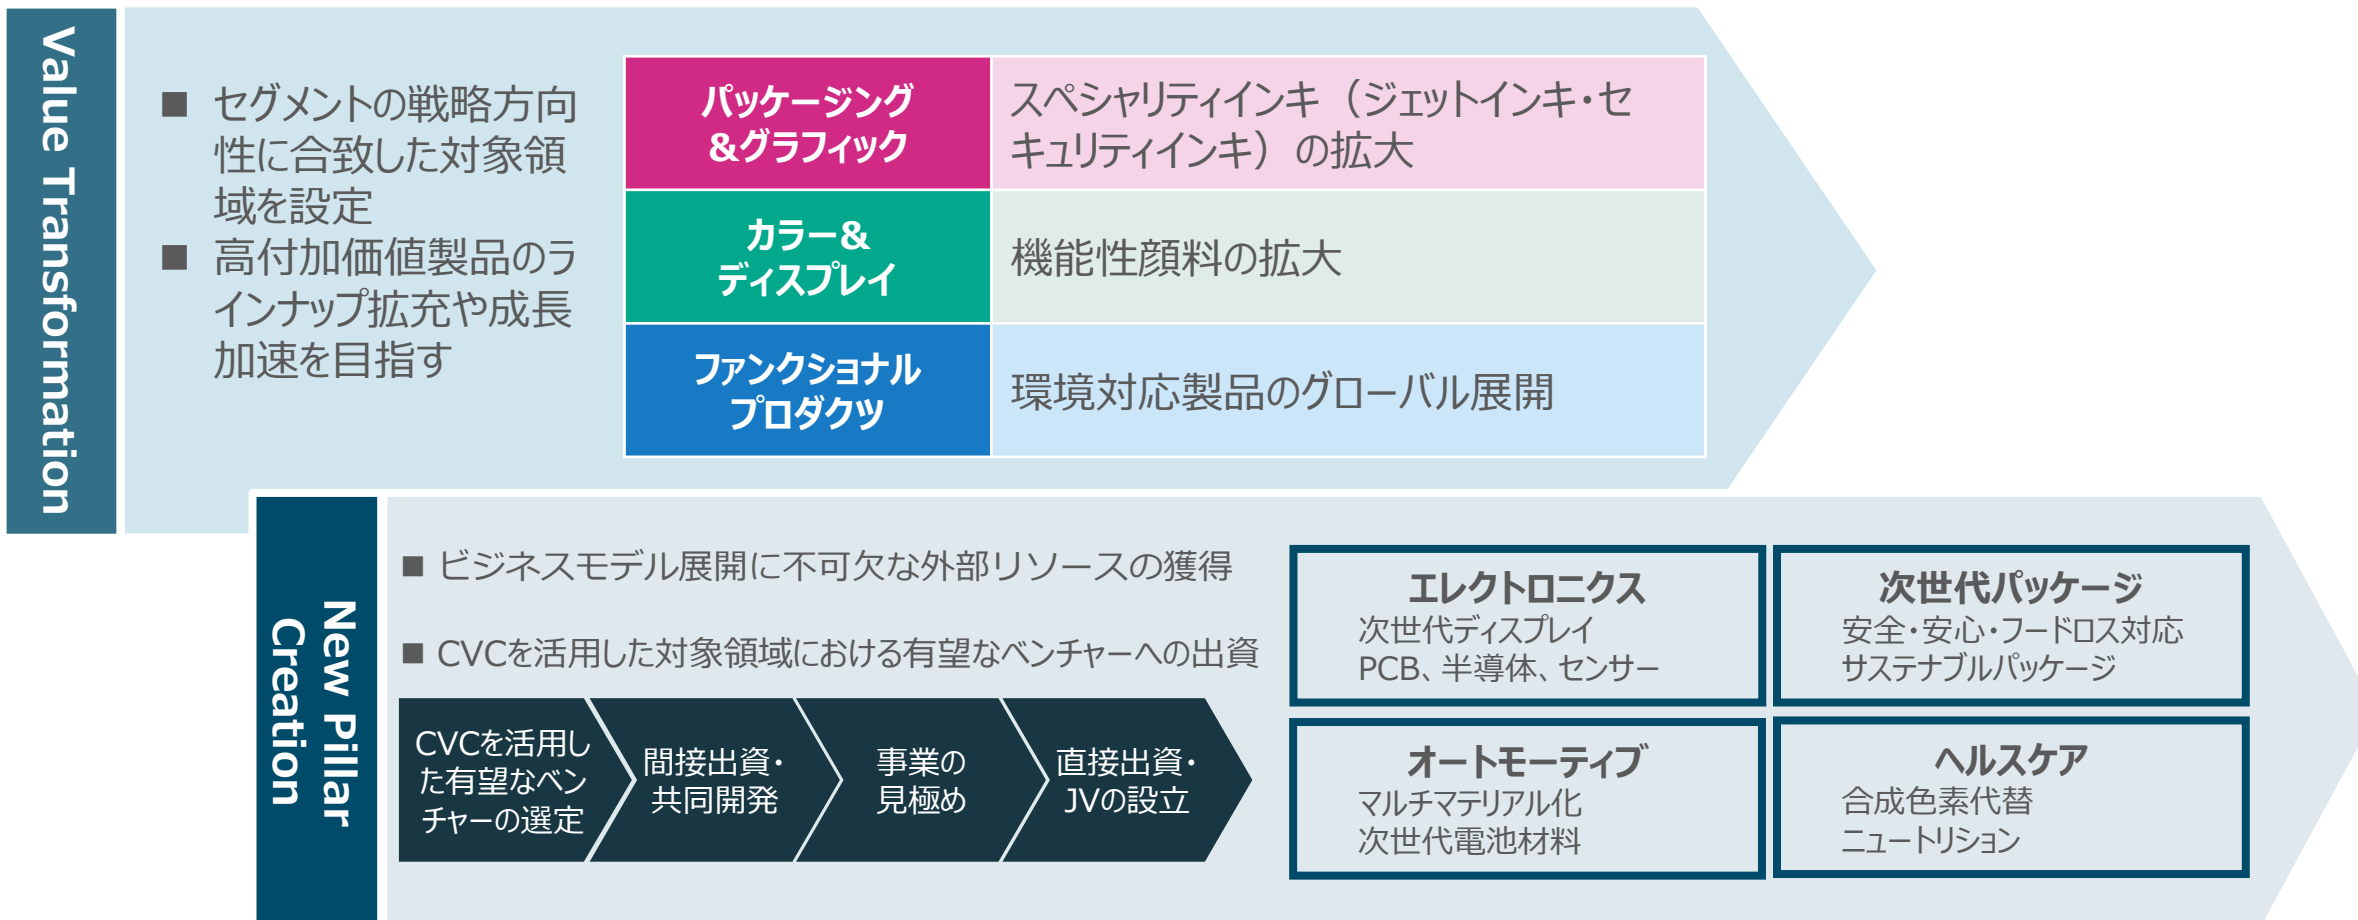 Value Transformation
■ セグメントの戦略方向
性に合致した対象領
域を設定
■ 高付加価値製品のラ
インナップ拡充や成長
加速を目指す
パッケージング
&グラフィック
スペシャリティインキ（ジェットインキ・セ
キュリティインキ）の拡大
カラー&
ディスプレイ
機能性顔料の拡大
ファンクショナル
プロダクツ
環境対応製品のグローバル展開
New Pillar
Creation
■ ビジネスモデル展開に不可欠な外部リソースの獲得
■ CVCを活用した対象領域における有望なベンチャーへの出資
CVCを活用し
た有望なベン
チャーの選定
間接出資・
共同開発
事業の
見極め
直接出資・
JVの設立
エレクトロニクス
次世代ディスプレイ
PCB、半導体、センサー
次世代パッケージ
安全・安心・フードロス対応
サステナブルパッケージ
オートモーティブ
マルチマテリアル化
次世代電池材料
ヘルスケア
合成色素代替
ニュートリション